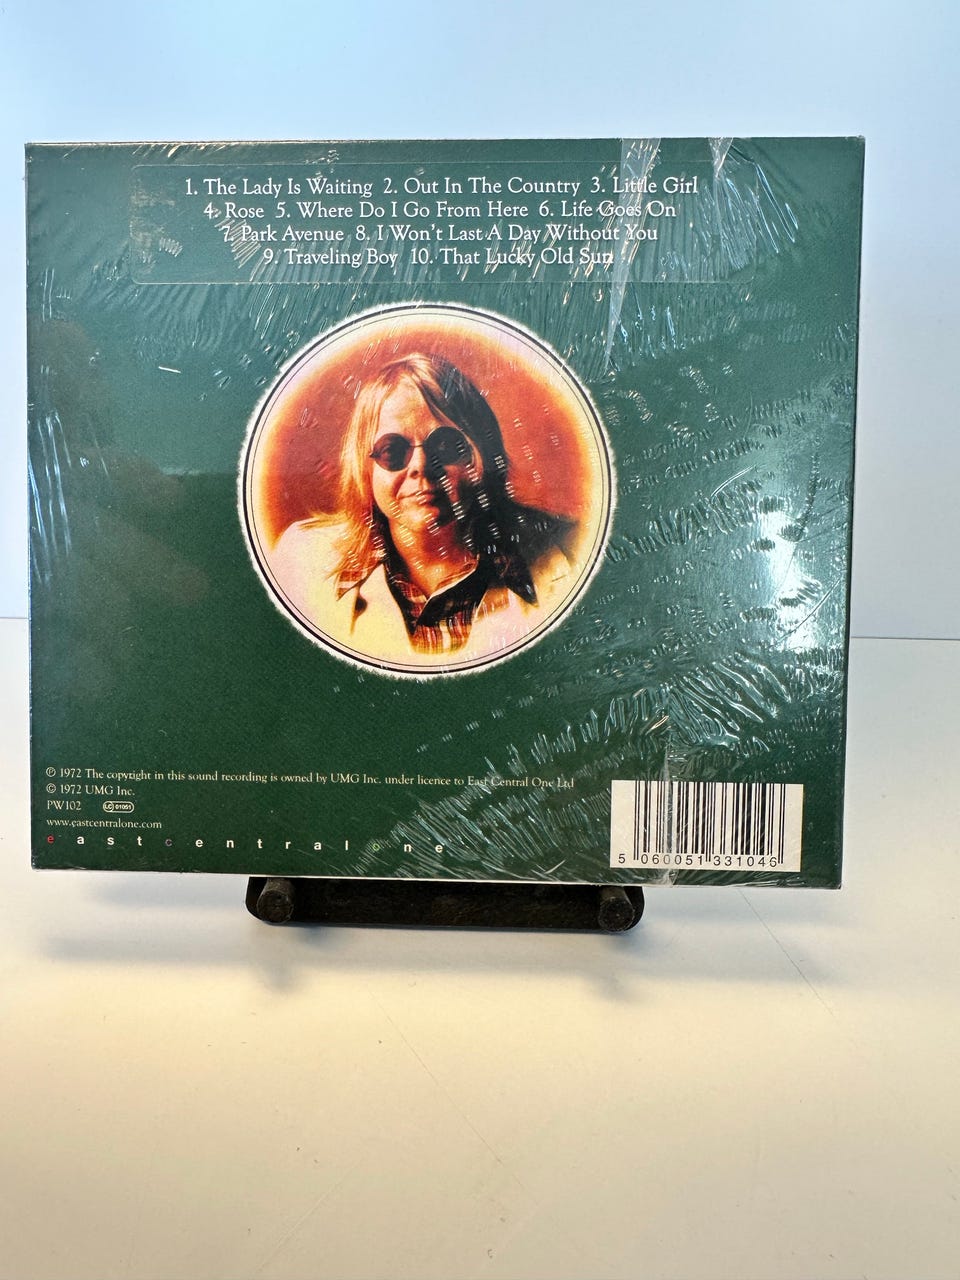 1. The Lady Is Waiting 2. Out In The Country 3. Little Girl
4. Rose 5. Where Do I Go From Here 6. Life Goes On
7. Park Avenue 8. I Won't Last A Day Without You
9. Traveling Boy 10. That Lucky Old Sun
℗ 1972 The copyright in this sound recording is owned by UMG Inc. under licence to East Central One Ltd
© 1972 UMG Inc.
PW102 LC 01051
www.eastcentralone.com
eastcentralone
5 060051 331046